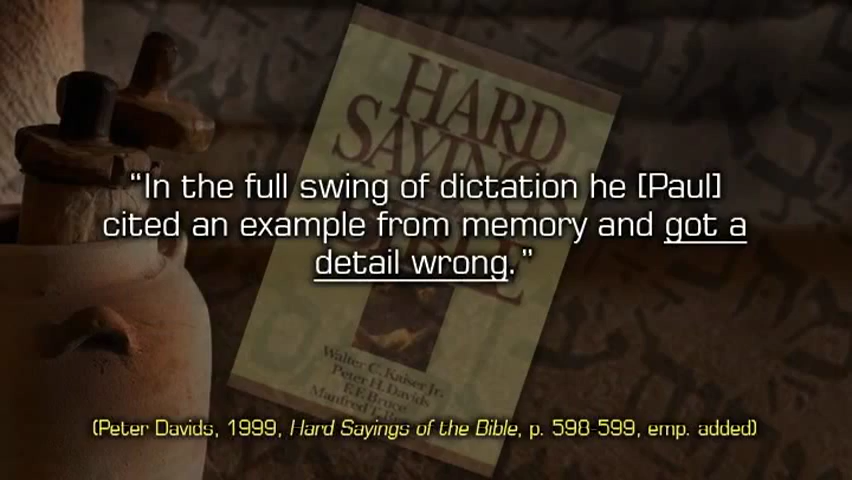 HARD
“In the full swing of dictation he [Paul]
cited an example from memory and got a
detail wrong.”
BIBLE
Walter C. Kaiser Jr.
Peter H. Davids
F. F. Bruce
Manfred T.
(Peter Davids, 1999, Hard Sayings of the Bible, p. 598-599, emp. added)